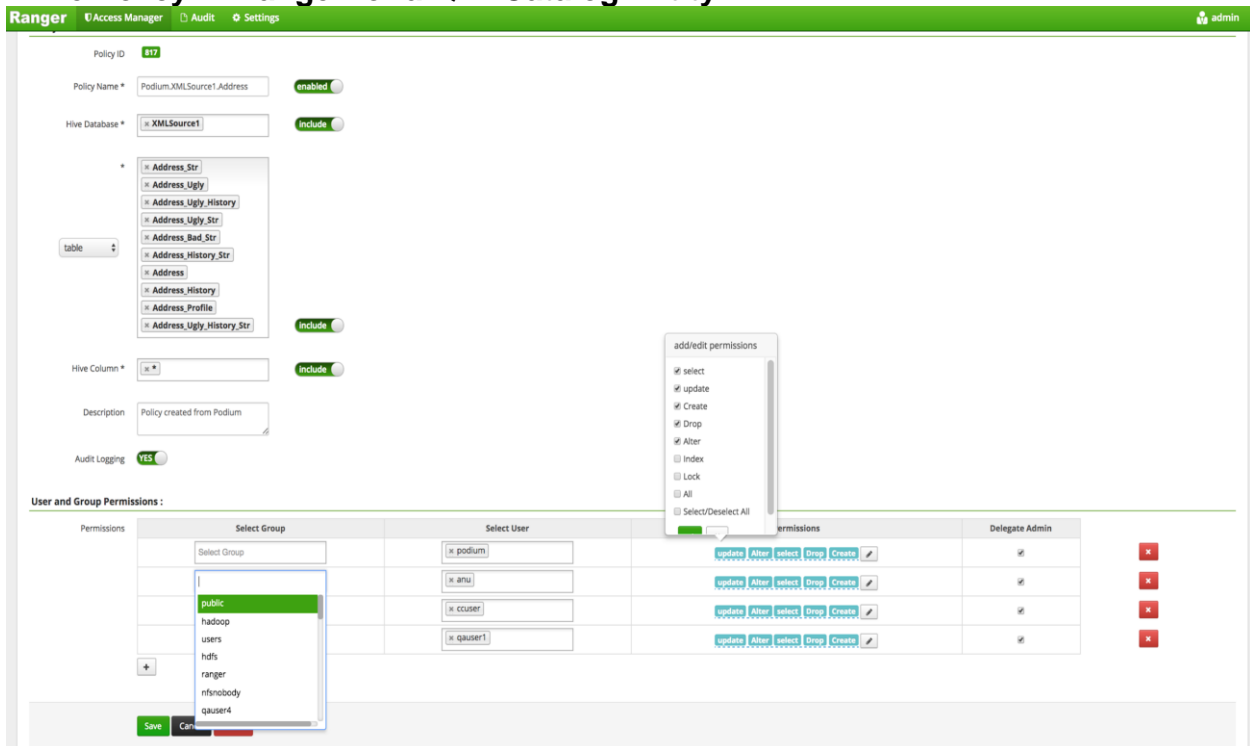 Ranger Access Manager Audit Settings admin
Policy ID 817
Policy Name * Podium.XMLSource1.Address enabled
Hive Database * × XMLSource1 include
*
× Address_Str
× Address_Ugly
× Address_Ugly_History
× Address_Ugly_Str
× Address_Bad_Str
table × Address_History_Str
× Address
× Address_History
× Address_Profile
× Address_Ugly_History_Str include
add/edit permissions
Hive Column * × * include
select
update
Create
Description Policy created from Podium
Drop
Alter
Audit Logging YES
Index
Lock
All
Select/Deselect All
User and Group Permissions :
Permissions Select Group Select User ermissions Delegate Admin
Select Group × podium update Alter select Drop Create
× anu update Alter select Drop Create
public
hadoop
× ccuser update Alter select Drop Create
users
× qauser1 update Alter select Drop Create
hdfs
+
ranger
nfsnobody
qauser4
Save Can